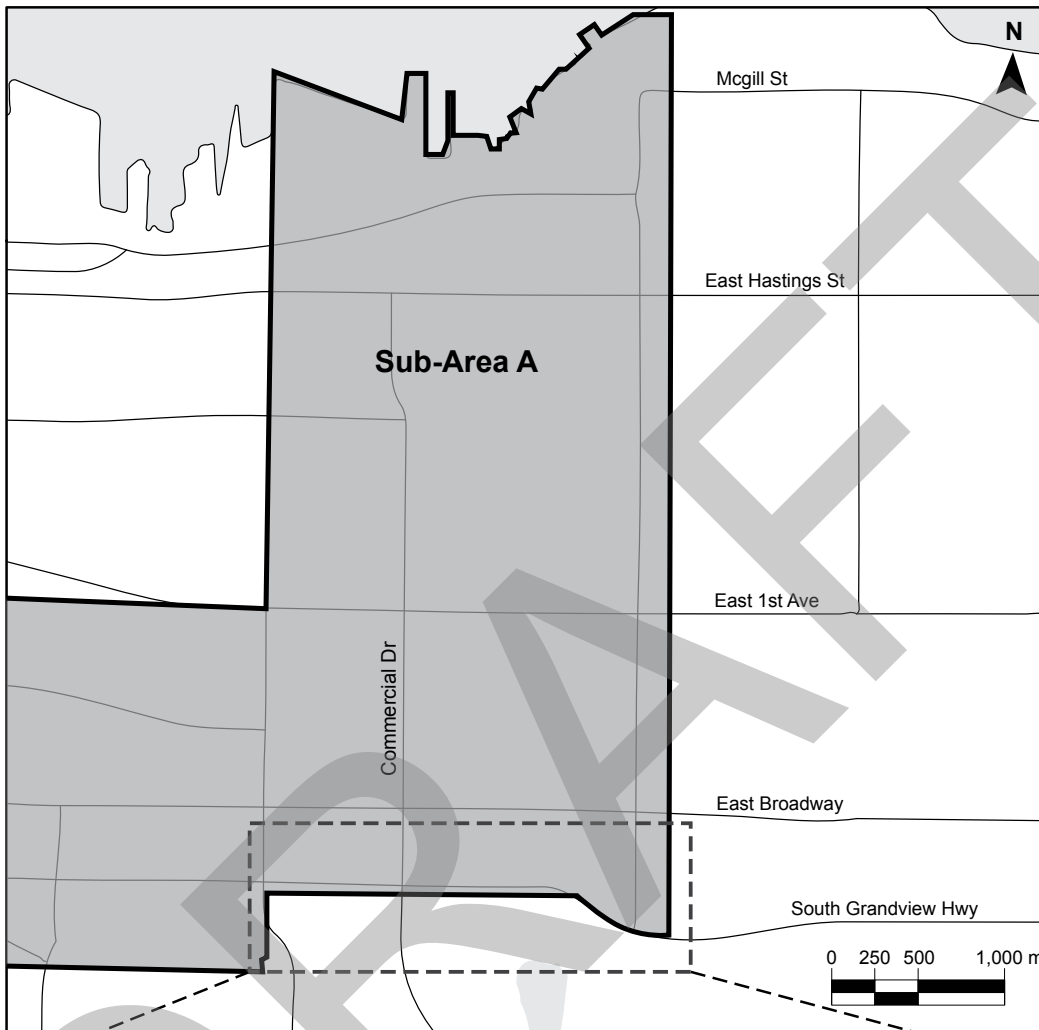 N
Mcgill St
East Hastings St
Sub-Area A
East 1st Ave
Commercial Dr
East Broadway
South Grandview Hwy
0 250 500 1,000 m
DRAFT